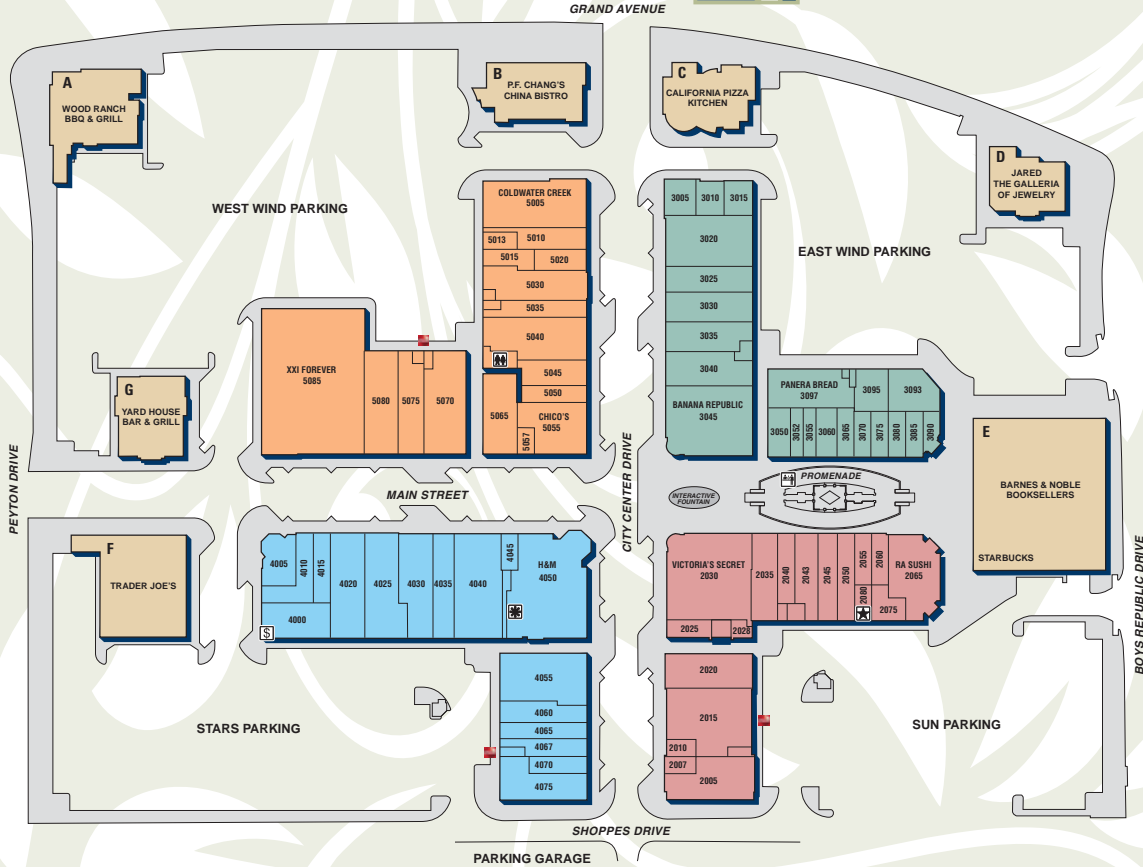 GRAND AVENUE
A
WOOD RANCH
BBQ & GRILL
B
P.F. CHANG'S
CHINA BISTRO
C
CALIFORNIA PIZZA
KITCHEN
D
JARED
THE GALLERIA
OF JEWELRY
WEST WIND PARKING
EAST WIND PARKING
COLDWATER CREEK
5005
5013
5010
5015
5020
5030
5035
5040
5045
5050
5065
CHICO'S
5055
5057
XXI FOREVER
5085
5080
5075
5070
3005
3010
3015
3020
3025
3030
3035
3040
BANANA REPUBLIC
3045
PANERA BREAD
3097
3095
3093
3050
3052
3055
3060
3065
3070
3075
3080
3085
3090
G
YARD HOUSE
BAR & GRILL
E
BARNES & NOBLE
BOOKSELLERS
STARBUCKS
PEYTON DRIVE
MAIN STREET
CITY CENTER DRIVE
INTERACTIVE
FOUNTAIN
PROMENADE
BOYS REPUBLIC DRIVE
F
TRADER JOE'S
4005
4010
4015
4000
$
4020
4025
4030
4035
4040
4045
H&M
4050
VICTORIA'S SECRET
2030
2025
2028
2035
2040
2043
2045
2050
2055
2060
2080
RA SUSHI
2065
2075
4055
4060
4065
4067
4070
4075
2020
2015
2010
2007
2005
STARS PARKING
SUN PARKING
SHOPPES DRIVE
PARKING GARAGE